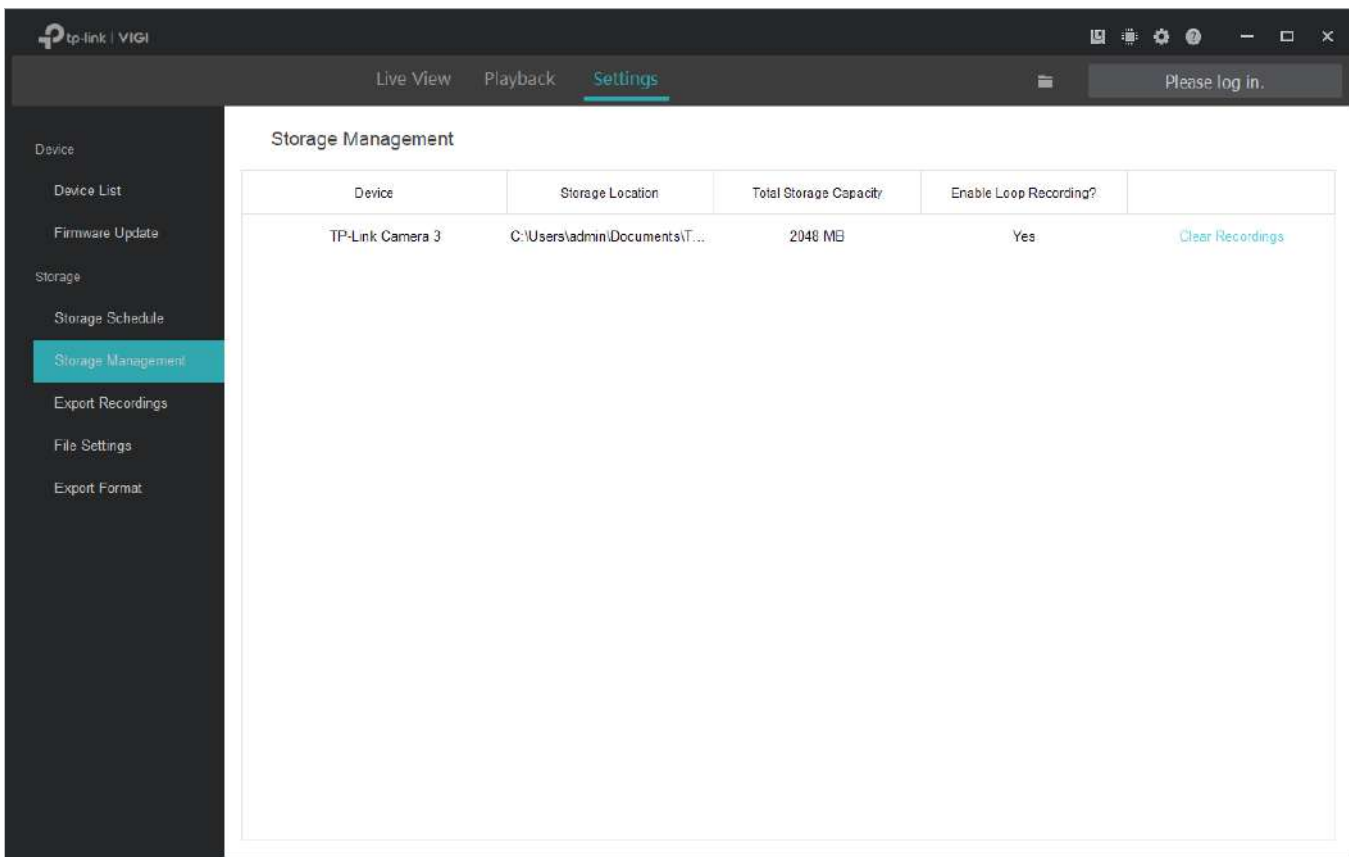 tp-link | VIGI
Live View Playback Settings Please log in.
Device
Device List
Firmware Update
Storage
Storage Schedule
Storage Management
Export Recordings
File Settings
Export Format
Storage Management
Device Storage Location Total Storage Capacity Enable Loop Recording?
TP-Link Camera 3 C:\Users\admin\Documents\T... 2048 MB Yes Clear Recordings